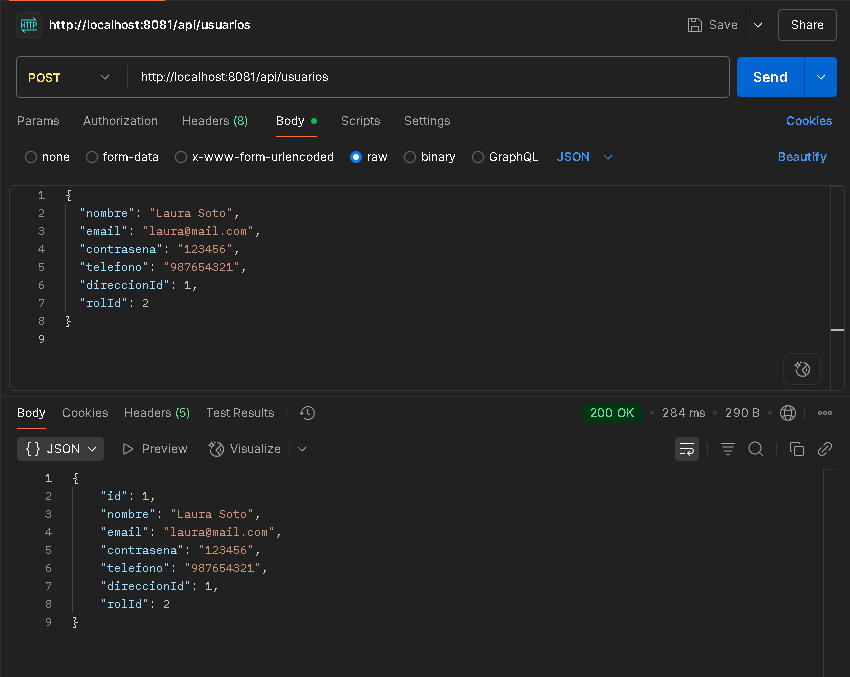 HTTP http://localhost:8081/api/usuarios Save Share
POST http://localhost:8081/api/usuarios Send
Params Authorization Headers (8) Body Scripts Settings Cookies
none form-data x-www-form-urlencoded raw binary GraphQL JSON Beautify
1 {
2 "nombre": "Laura Soto",
3 "email": "laura@mail.com",
4 "contrasena": "123456",
5 "telefono": "987654321",
6 "direccionId": 1,
7 "rolId": 2
8 }
9
Body Cookies Headers (5) Test Results 200 OK • 284 ms • 290 B
{} JSON Preview Visualize
1 {
2 "id": 1,
3 "nombre": "Laura Soto",
4 "email": "laura@mail.com",
5 "contrasena": "123456",
6 "telefono": "987654321",
7 "direccionId": 1,
8 "rolId": 2
9 }